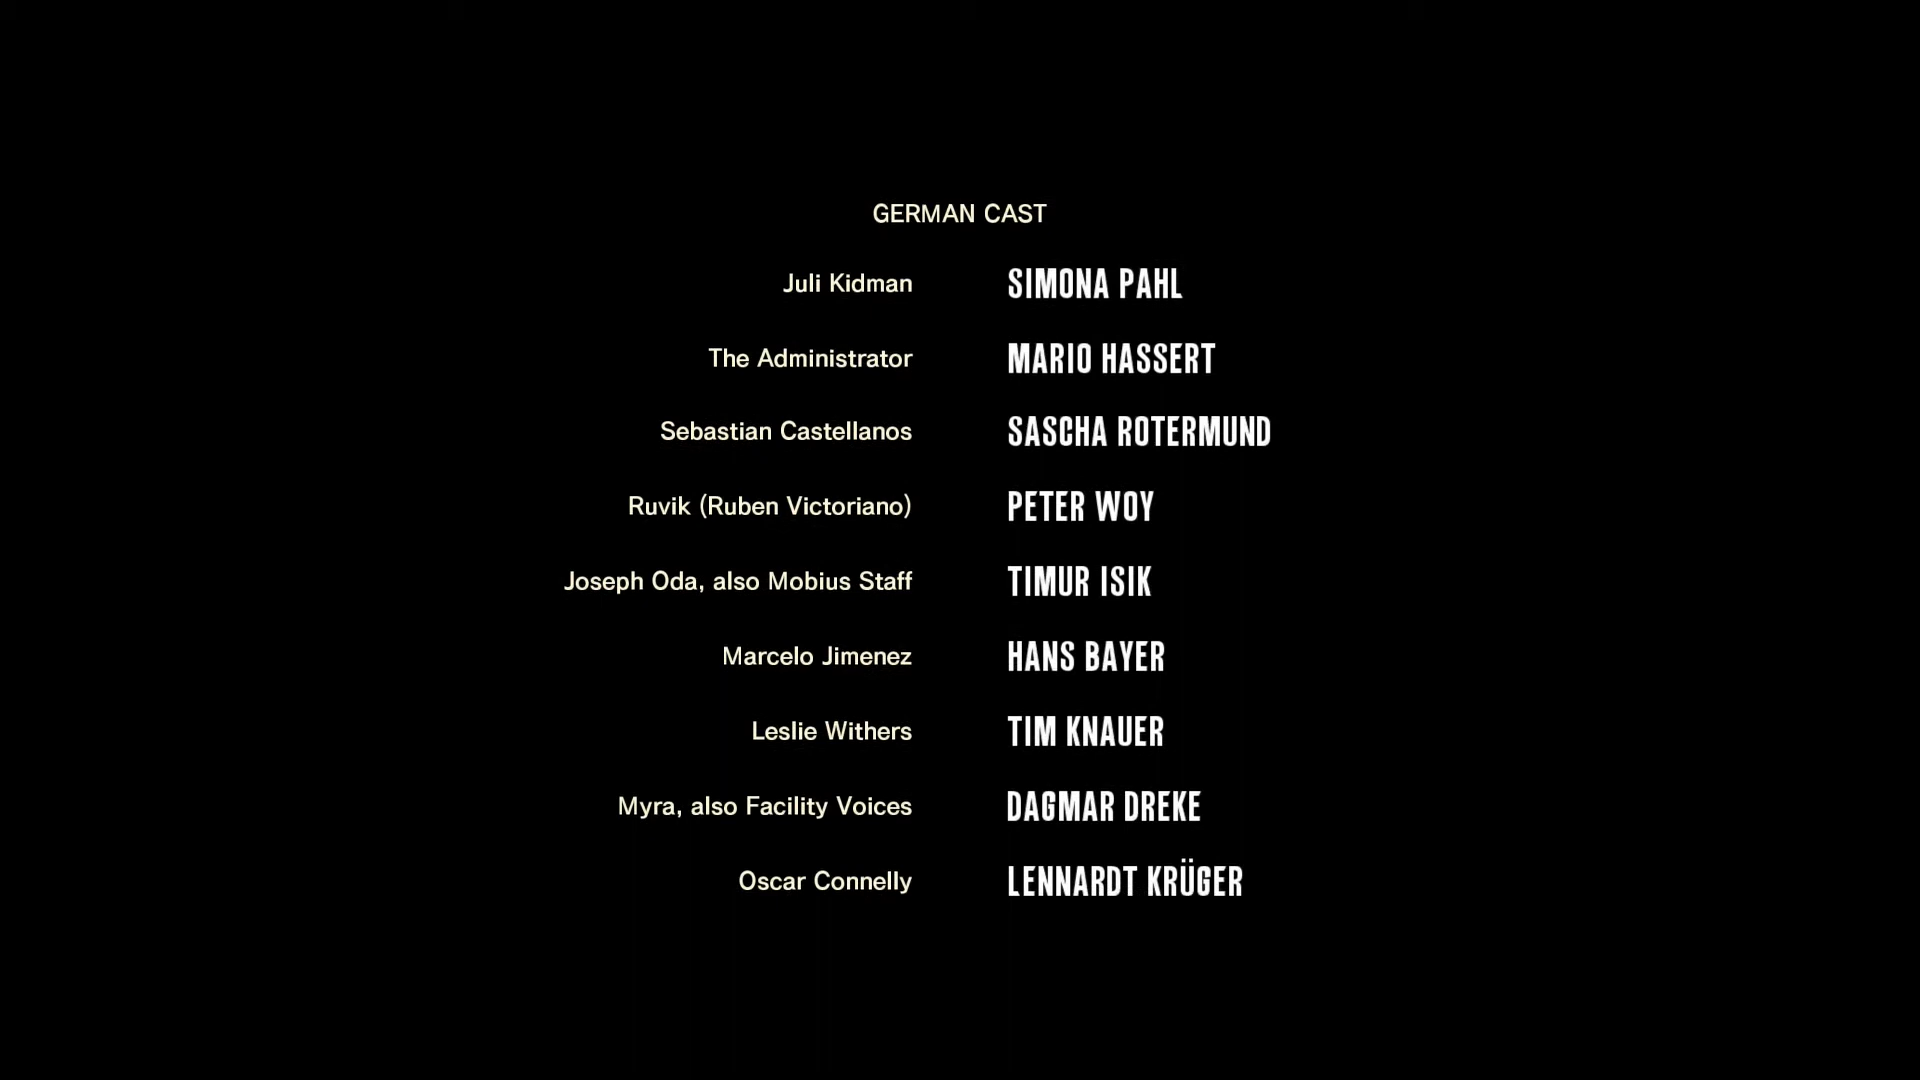 GERMAN CAST
Juli Kidman SIMONA PAHL
The Administrator MARIO HASSERT
Sebastian Castellanos SASCHA ROTERMUND
Ruvik (Ruben Victoriano) PETER WOY
Joseph Oda, also Mobius Staff TIMUR ISIK
Marcelo Jimenez HANS BAYER
Leslie Withers TIM KNAUER
Myra, also Facility Voices DAGMAR DREKE
Oscar Connelly LENNARDT KRÜGER